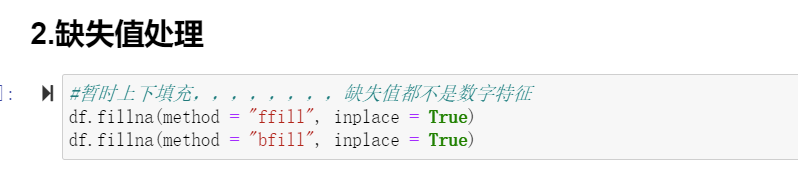 2.缺失值处理
]:
#暂时上下填充，，，，，，，，缺失值都不是数字特征
df.fillna(method = "ffill", inplace = True)
df.fillna(method = "bfill", inplace = True)